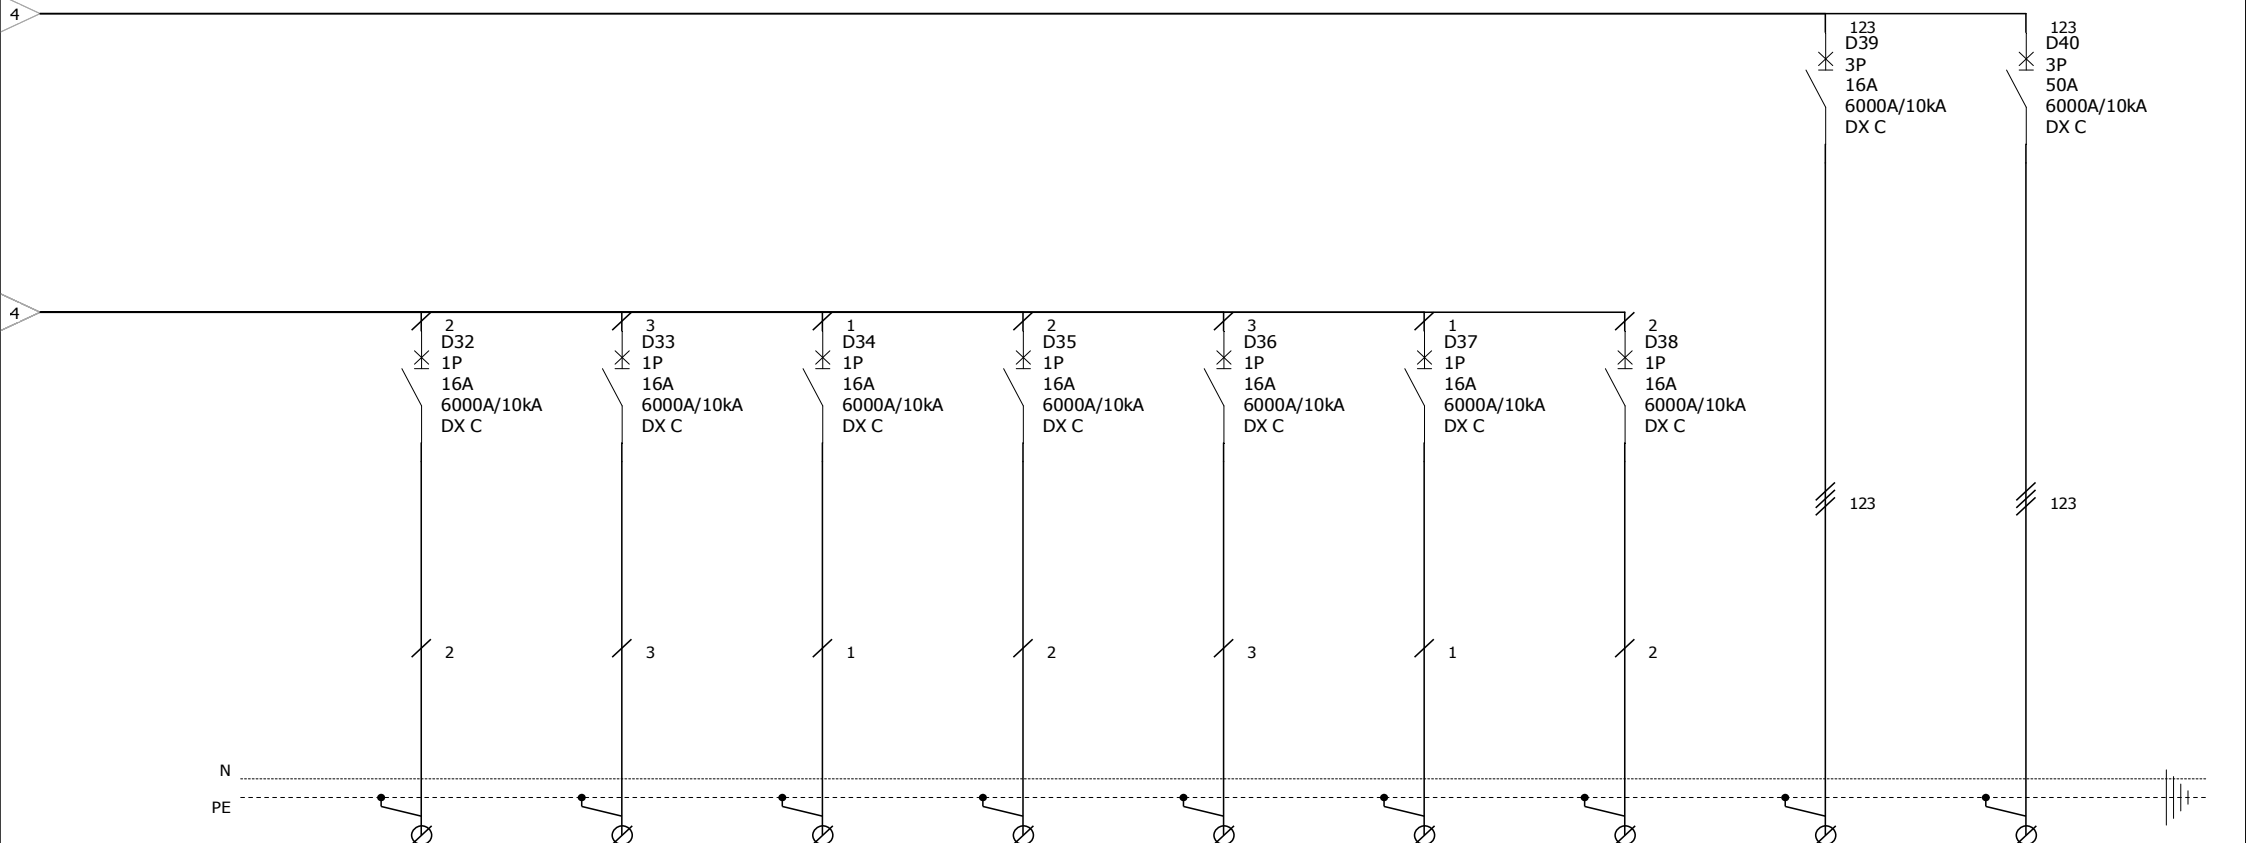 4
123
D39
3P
16A
6000A/10kA
DX C
123
D40
3P
50A
6000A/10kA
DX C
4
2
D32
1P
16A
6000A/10kA
DX C
3
D33
1P
16A
6000A/10kA
DX C
1
D34
1P
16A
6000A/10kA
DX C
2
D35
1P
16A
6000A/10kA
DX C
3
D36
1P
16A
6000A/10kA
DX C
1
D37
1P
16A
6000A/10kA
DX C
2
D38
1P
16A
6000A/10kA
DX C
123
123
2
3
1
2
3
1
2
N
PE